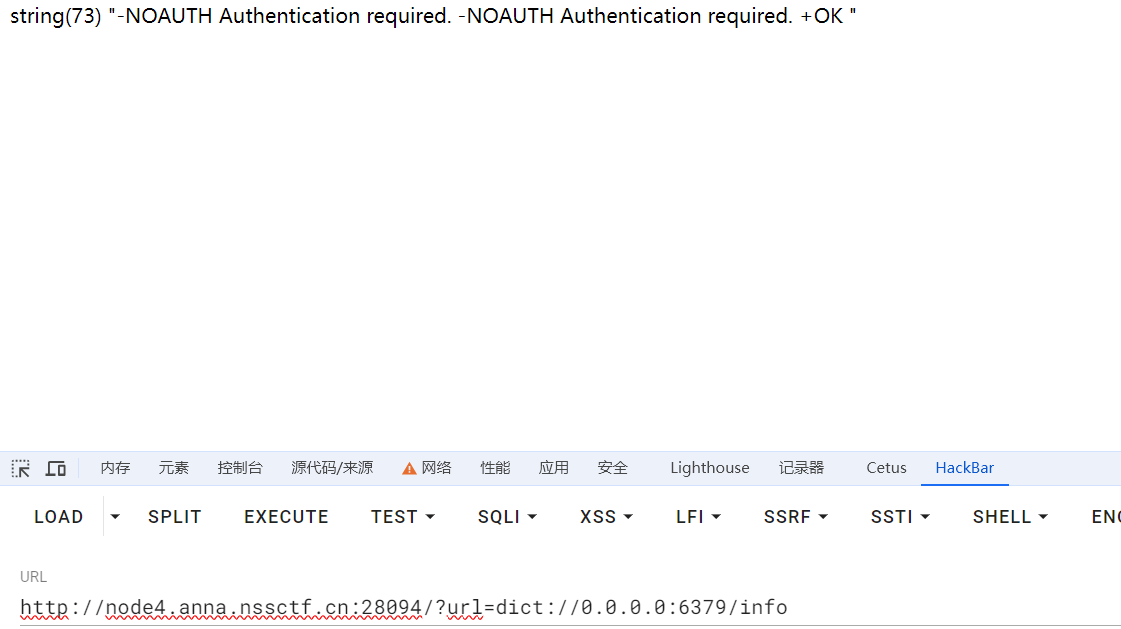 string(73) "-NOAUTH Authentication required. -NOAUTH Authentication required. +OK "
内存 元素 控制台 源代码/来源 网络 性能 应用 安全 Lighthouse 记录器 Cetus HackBar
LOAD SPLIT EXECUTE TEST SQLI XSS LFI SSRF SSTI SHELL ENC
URL
http://node4.anna.nssctf.cn:28094/?url=dict://0.0.0.0:6379/info